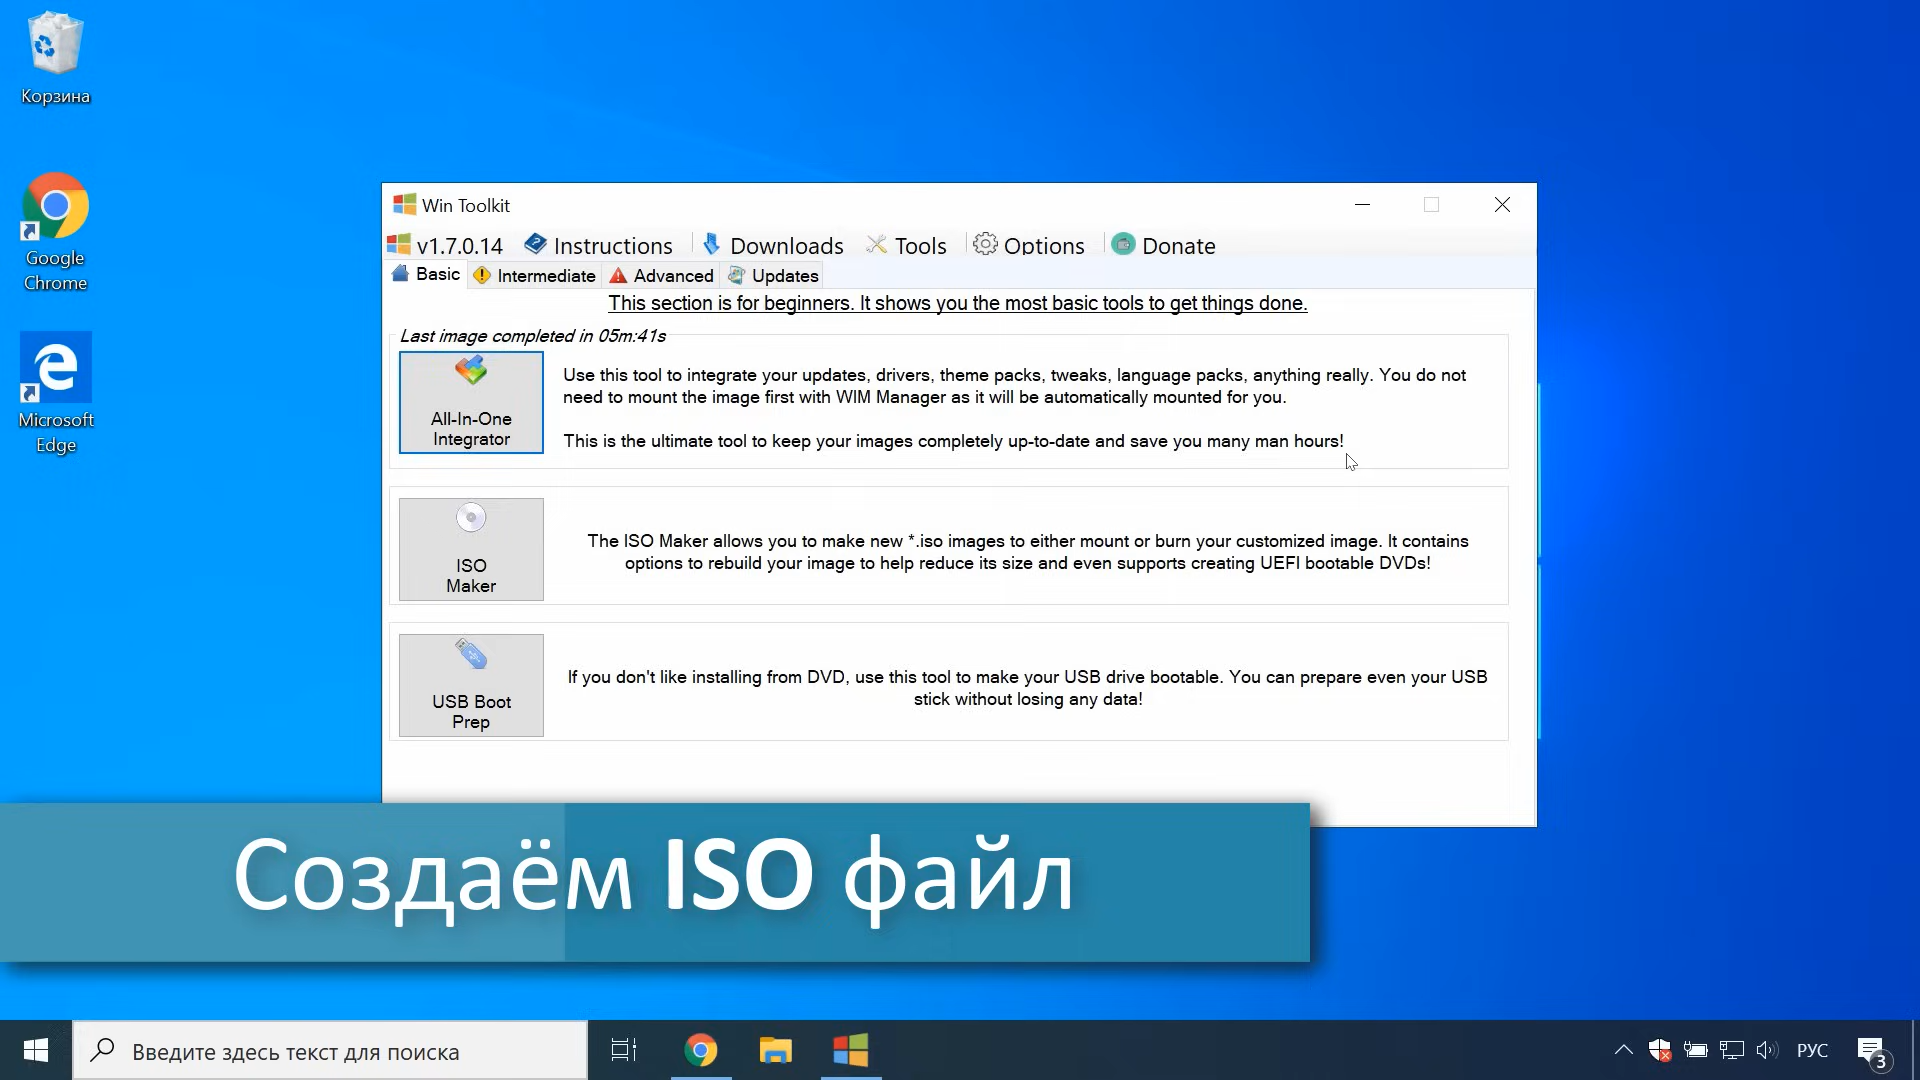 Корзина
Google
Chrome
Microsoft
Edge
Win Toolkit
v1.7.0.14 Instructions Downloads Tools Options Donate
Basic Intermediate Advanced Updates
This section is for beginners. It shows you the most basic tools to get things done.
Last image completed in 05m:41s
All-In-One
Integrator
Use this tool to integrate your updates, drivers, theme packs, tweaks, language packs, anything really. You do not
need to mount the image first with WIM Manager as it will be automatically mounted for you.
This is the ultimate tool to keep your images completely up-to-date and save you many man hours!
ISO
Maker
The ISO Maker allows you to make new *.iso images to either mount or burn your customized image. It contains
options to rebuild your image to help reduce its size and even supports creating UEFI bootable DVDs!
USB Boot
Prep
If you don't like installing from DVD, use this tool to make your USB drive bootable. You can prepare even your USB
stick without losing any data!
Создаём ISO файл
Введите здесь текст для поиска
РУС
3